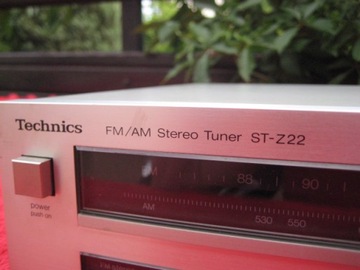 Technics FM/AM Stereo Tuner ST-Z22
88 90
power
push on
AM 530 550